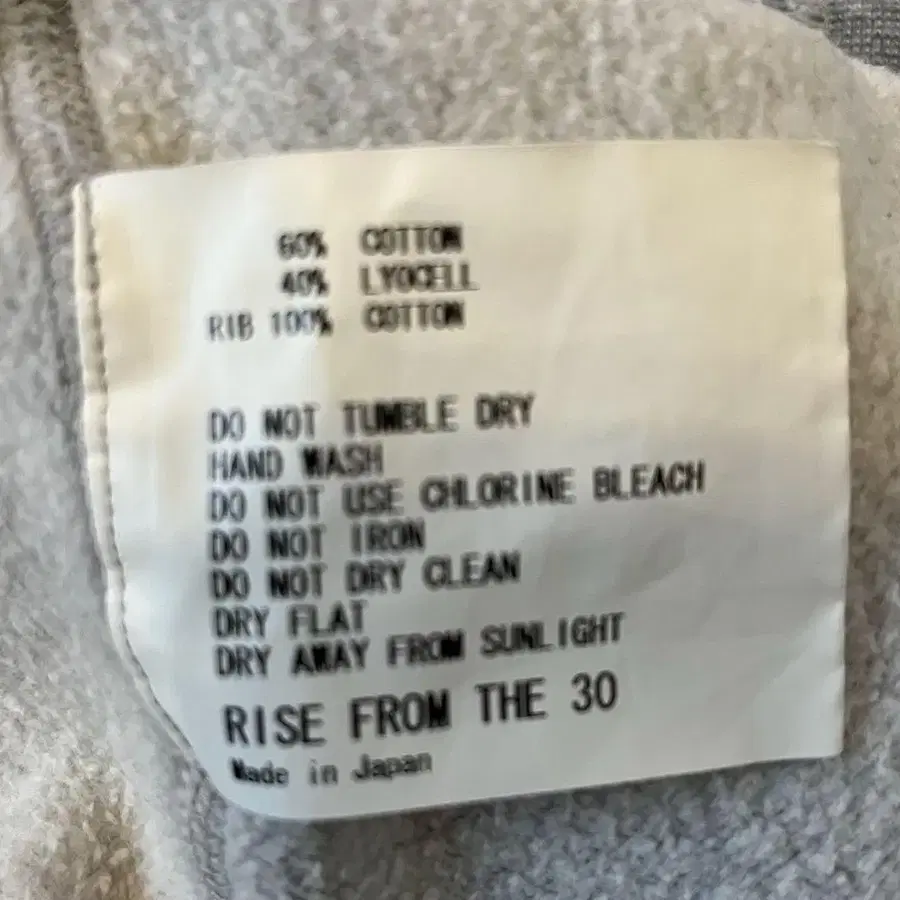 60% COTTON
40% LYOCELL
RIB 100% COTTON
DO NOT TUMBLE DRY
HAND WASH
DO NOT USE CHLORINE BLEACH
DO NOT IRON
DO NOT DRY CLEAN
DRY FLAT
DRY AWAY FROM SUNLIGHT
RISE FROM THE 30
Made in Japan